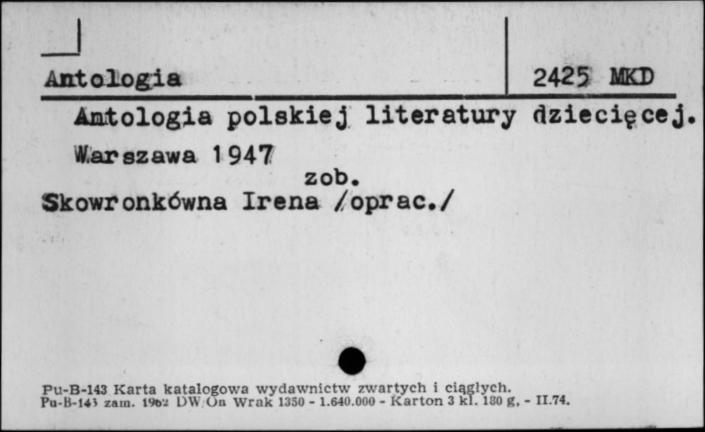 Antologia 2425 MKD
Antologia polskiej literatury dziecięcej.
Warszawa 1947
zob.
Skowronkówna Irena /oprac./
Pu-B-143 Karta katalogowa wydawnictw zwartych i ciągłych.
Pu-B-143 zam. 1962 DW.On Wrak 1350 - 1.640.000 - Karton 3 kl. 180 g, - II.74.